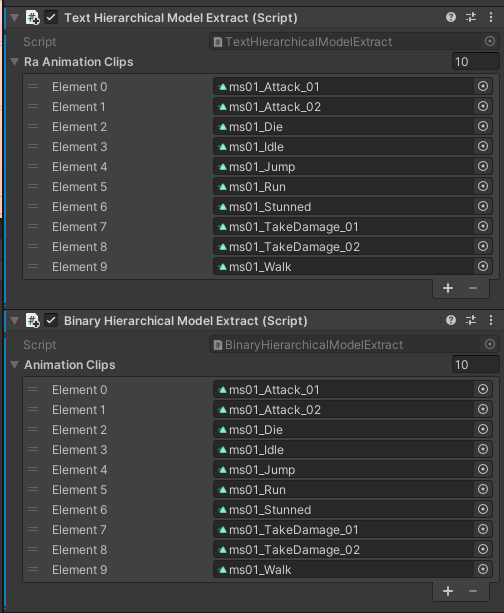 Text Hierarchical Model Extract (Script)
Script TextHierarchicalModelExtract
Ra Animation Clips 10
Element 0 ms01_Attack_01
Element 1 ms01_Attack_02
Element 2 ms01_Die
Element 3 ms01_Idle
Element 4 ms01_Jump
Element 5 ms01_Run
Element 6 ms01_Stunned
Element 7 ms01_TakeDamage_01
Element 8 ms01_TakeDamage_02
Element 9 ms01_Walk
Binary Hierarchical Model Extract (Script)
Script BinaryHierarchicalModelExtract
Animation Clips 10
Element 0 ms01_Attack_01
Element 1 ms01_Attack_02
Element 2 ms01_Die
Element 3 ms01_Idle
Element 4 ms01_Jump
Element 5 ms01_Run
Element 6 ms01_Stunned
Element 7 ms01_TakeDamage_01
Element 8 ms01_TakeDamage_02
Element 9 ms01_Walk